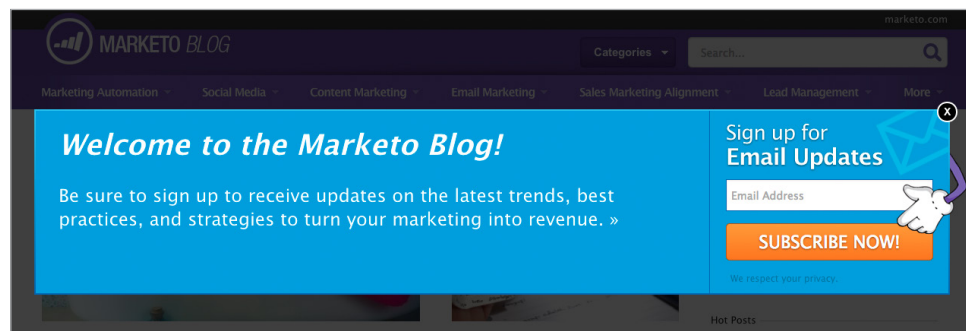 marketo.com
MARKETO BLOG
Categories
Search...
Marketing Automation Social Media Content Marketing Email Marketing Sales Marketing Alignment Lead Management More
X
Welcome to the Marketo Blog!
Be sure to sign up to receive updates on the latest trends, best
practices, and strategies to turn your marketing into revenue. »
Sign up for
Email Updates
Email Address
SUBSCRIBE NOW!
We respect your privacy.
Hot Posts